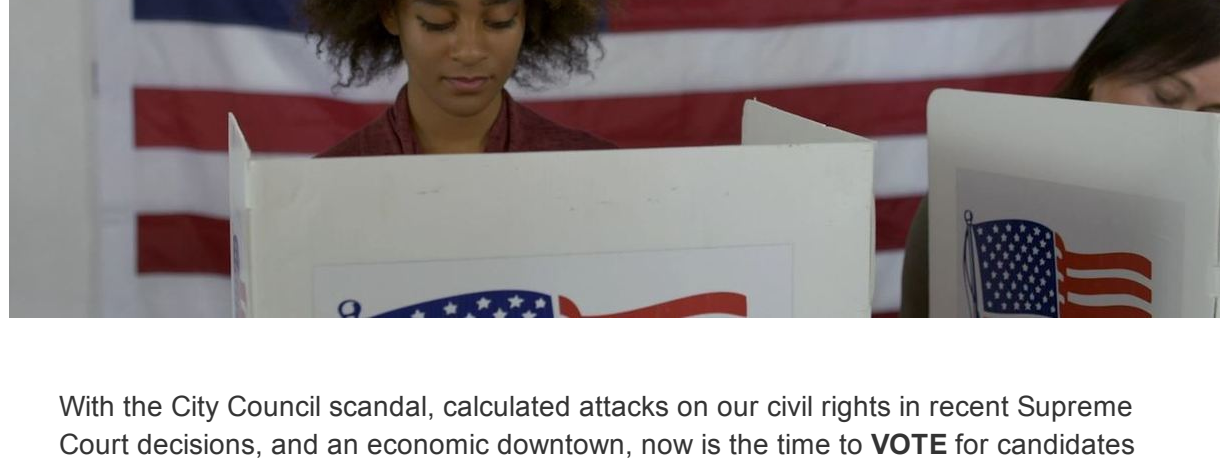 With the City Council scandal, calculated attacks on our civil rights in recent Supreme
Court decisions, and an economic downtown, now is the time to VOTE for candidates